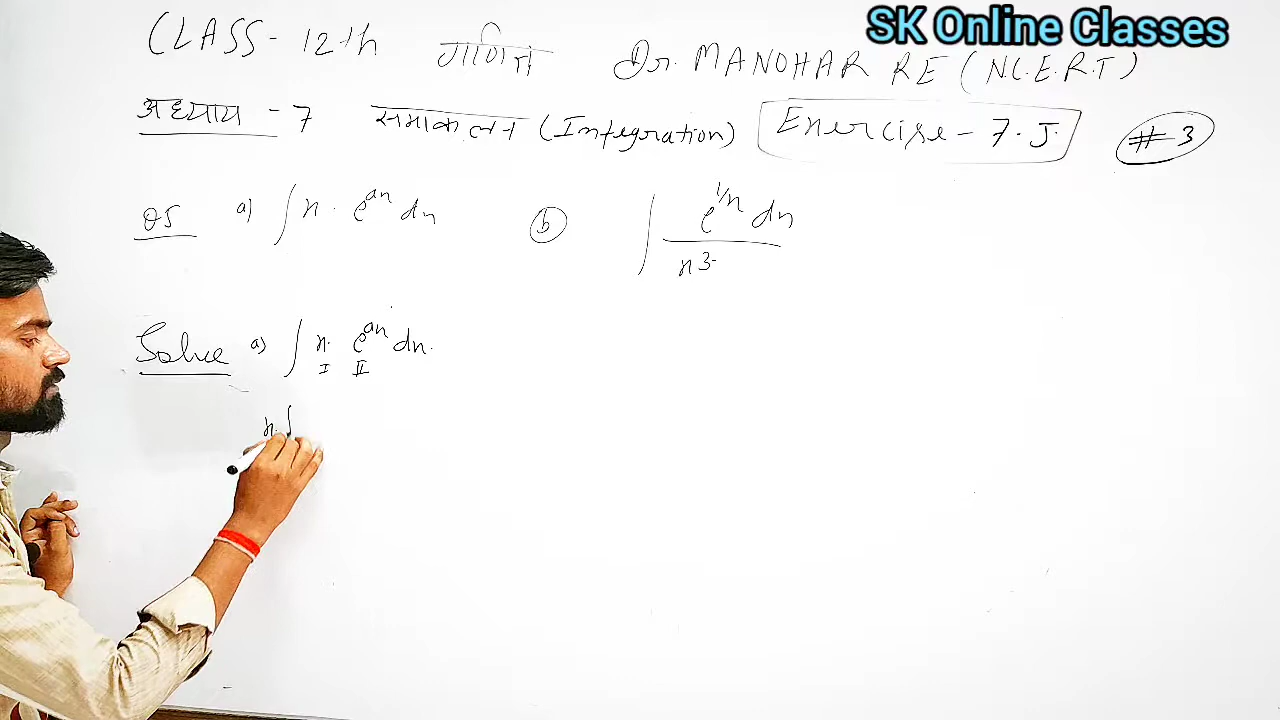 SK Online Classes
CLASS - 12th गणित Dr. MANOHAR RE (N.C.E.R.T)
अध्याय - 7 समाकलन (Integration) Exercise - 7. J. # 3
Q5 a) ∫ x . e^{ax} dx (b) ∫ e^{1/x} dx / x^3
Solve a) ∫ x. e^{ax} dx.
I II
x. ∫